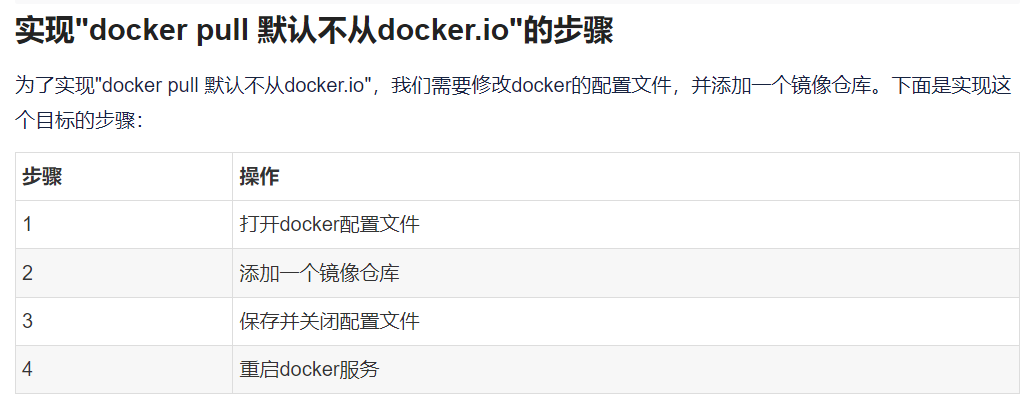 实现"docker pull 默认不从docker.io"的步骤
为了实现"docker pull 默认不从docker.io"，我们需要修改docker的配置文件，并添加一个镜像仓库。下面是实现这
个目标的步骤：
步骤 操作
1 打开docker配置文件
2 添加一个镜像仓库
3 保存并关闭配置文件
4 重启docker服务